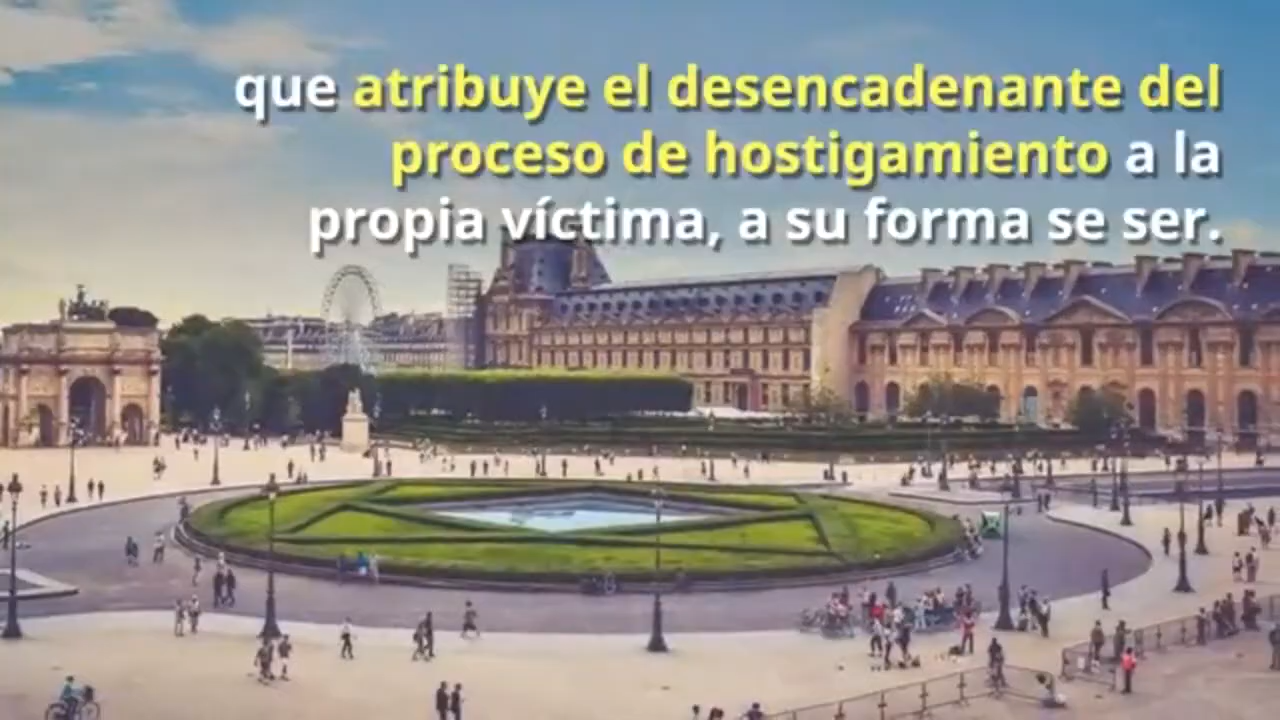 que atribuye el desencadenante del
proceso de hostigamiento a la
propia víctima, a su forma se ser.